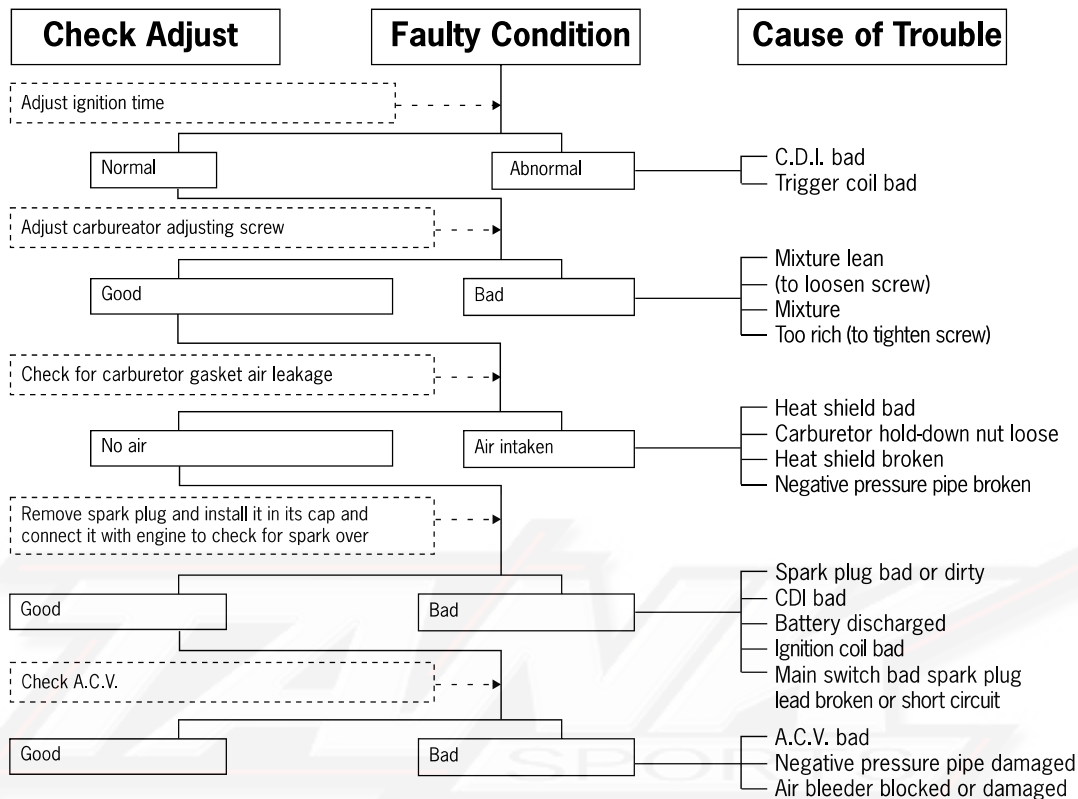 Check Adjust
Faulty Condition
Cause of Trouble
Adjust ignition time
Normal
Abnormal
C.D.I. bad
Trigger coil bad
Adjust carbureator adjusting screw
Good
Bad
Mixture lean
(to loosen screw)
Mixture
Too rich (to tighten screw)
Check for carburetor gasket air leakage
No air
Air intaken
Heat shield bad
Carburetor hold-down nut loose
Heat shield broken
Negative pressure pipe broken
Remove spark plug and install it in its cap and
connect it with engine to check for spark over
Good
Bad
Spark plug bad or dirty
CDI bad
Battery discharged
Ignition coil bad
Main switch bad spark plug
lead broken or short circuit
Check A.C.V.
Good
Bad
A.C.V. bad
Negative pressure pipe damaged
Air bleeder blocked or damaged
TANK
SPORTS